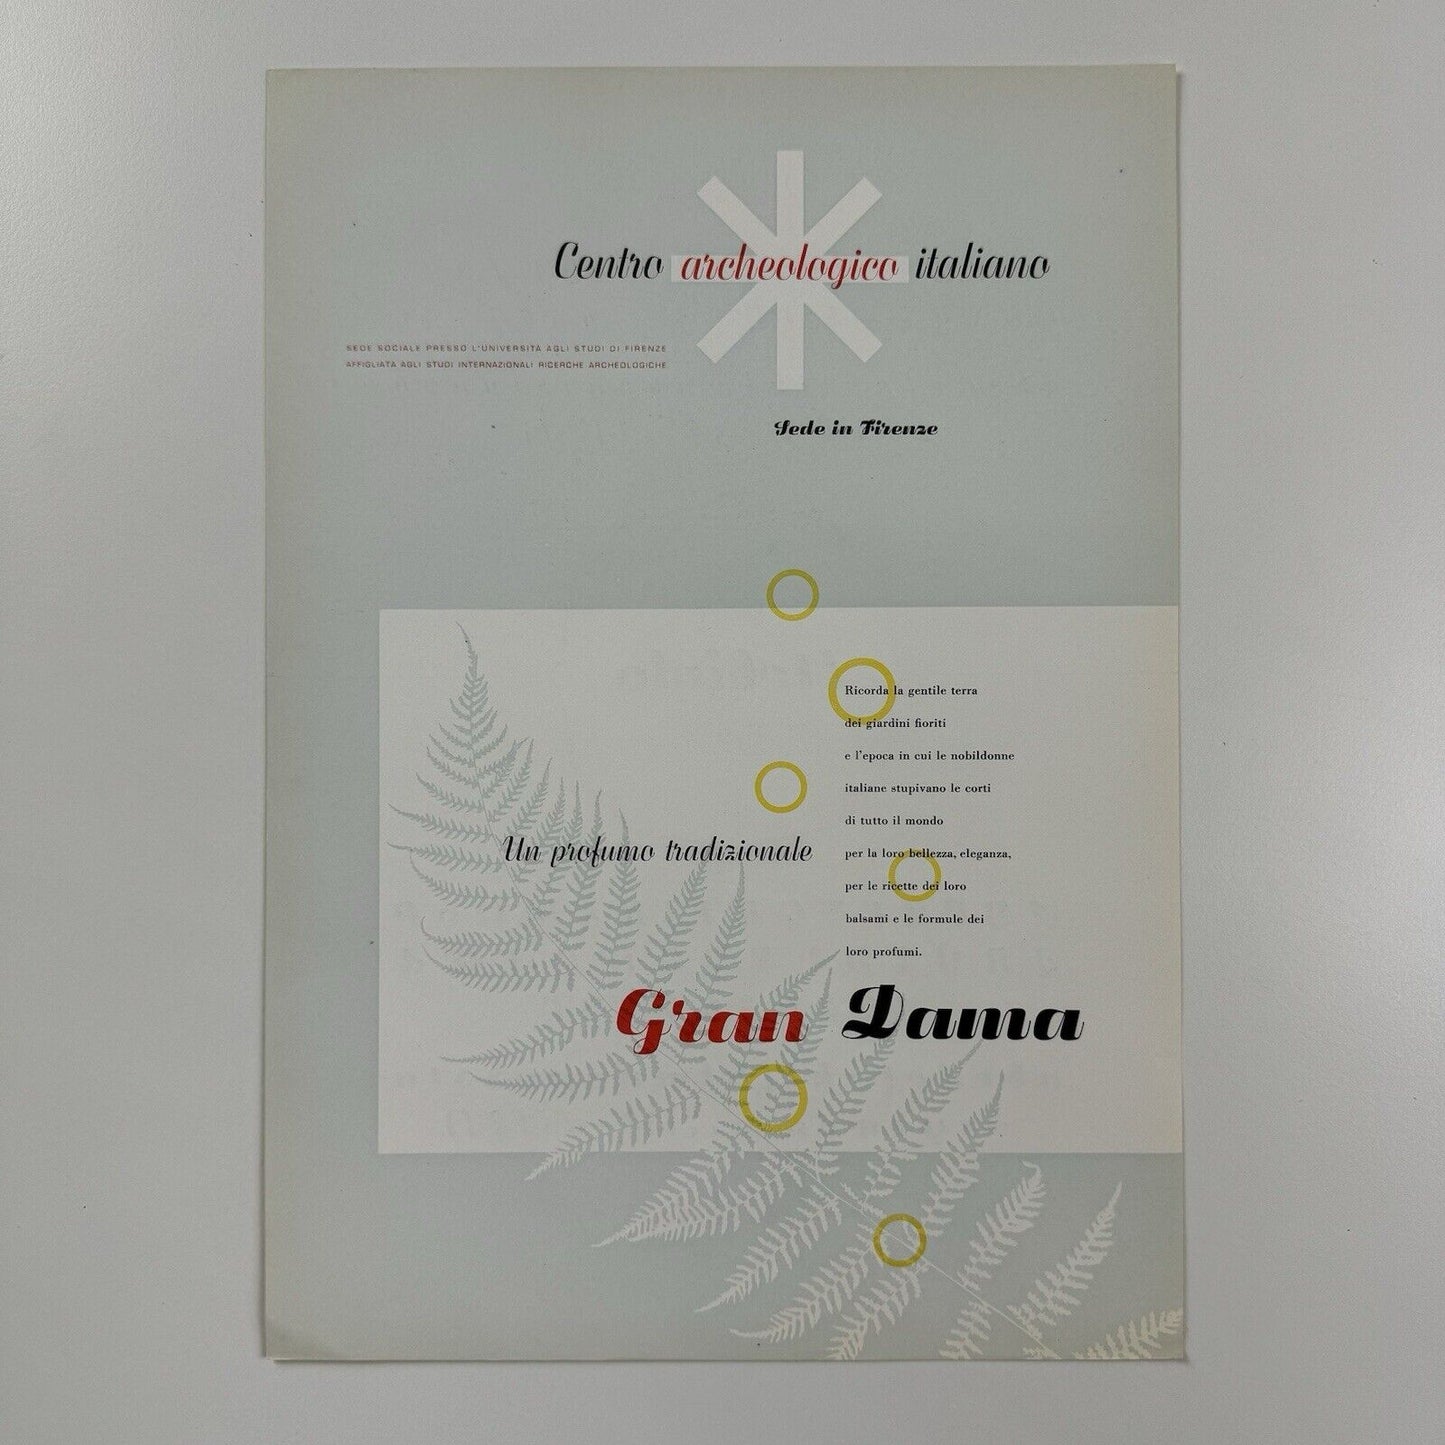 Centro archeologico italiano
SEDE SOCIALE PRESSO L'UNIVERSITÀ AGLI STUDI DI FIRENZE
AFFIGLIATA AGLI STUDI INTERNAZIONALI RICERCHE ARCHEOLOGICHE
Sede in Firenze
Ricorda la gentile terra
dei giardini fioriti
e l'epoca in cui le nobildonne
italiane stupivano le corti
di tutto il mondo
per la loro bellezza, eleganza,
per le ricette dei loro
balsami e le formule dei
loro profumi.
Un profumo tradizionale
Gran Dama